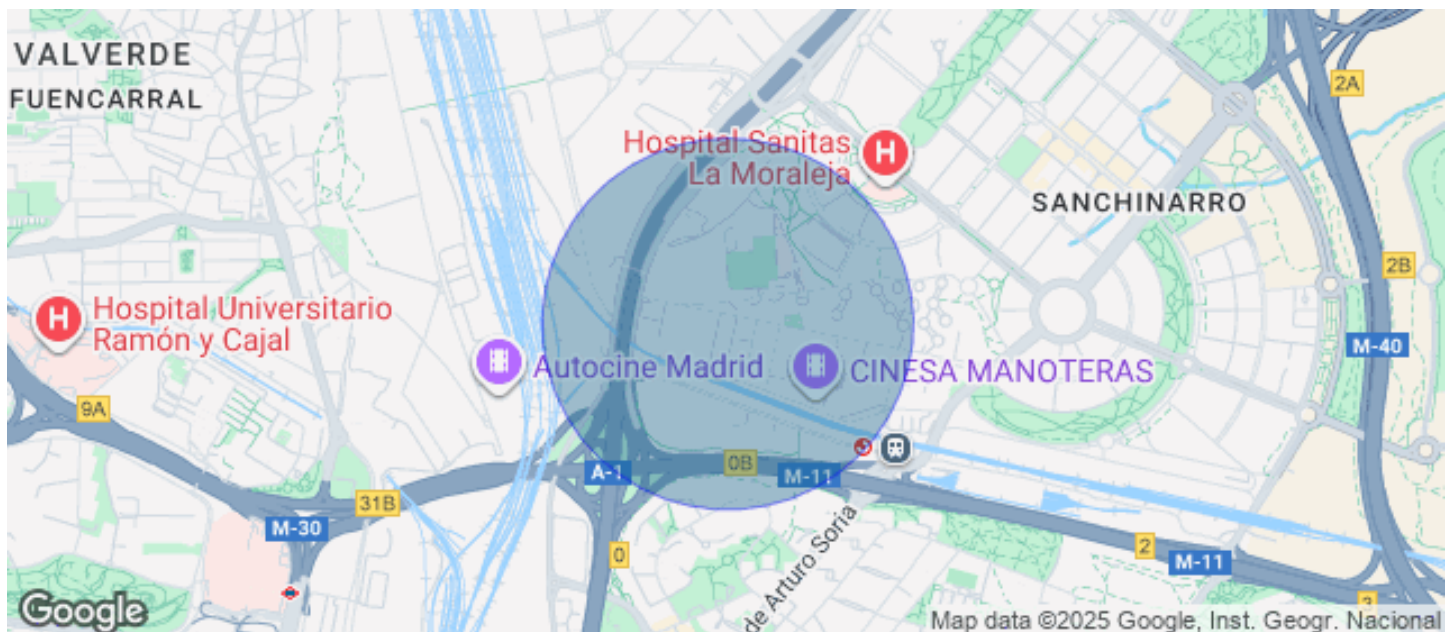 VALVERDE
FUENCARRAL
Hospital Sanitas
La Moraleja
H
2A
SANCHINARRO
2B
H
Hospital Universitario
Ramón y Cajal
M-40
Autocine Madrid
CINESA MANOTERAS
9A
A-1
0B
M-11
31B
M-30
0
de Arturo Soria
2
M-11
3
Google
Map data ©2025 Google, Inst. Geogr. Nacional